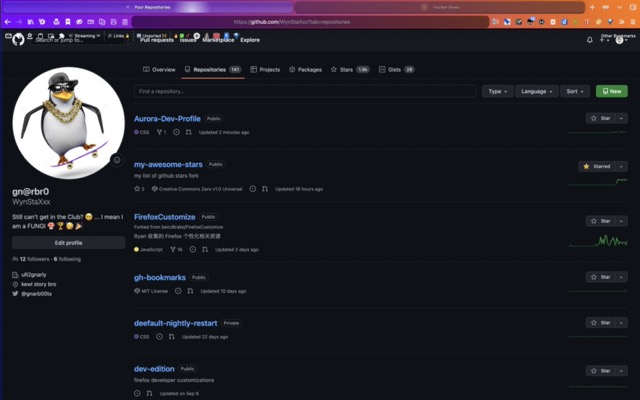 Your Repositories
Hacker News
https://github.com/WynStaXxx?tab=repositories
Streaming
Links
Imported
Other Bookmarks
Search or jump to...
Pull requests Issues Marketplace Explore
Overview
Repositories 141
Projects
Packages
Stars 1.9k
Gists 28
Find a repository...
Type
Language
Sort
New
Aurora-Dev-Profile Public
Star
CSS 1 Updated 2 minutes ago
my-awesome-stars Public
Starred
my list of github stars fork
3 Creative Commons Zero v1.0 Universal Updated 18 hours ago
gn@rbr0
WynStaXxx
Still can't get in the Club? ... I mean I
am a FUNGI
Edit profile
12 followers · 6 following
uR2gnarly
kewl story bro
@gnarb00ts
FirefoxCustomize Public
Star
Forked from
Ryan 收集的 Firefox 个性化相关资源
JavaScript Updated 2 days ago
gh-bookmarks Public
Star
MIT License Updated 10 days ago
deefault-nightly-restart Private
Star
CSS Updated 22 days ago
dev-edition Public
Star
firefox developer customizations
Updated on Sep 6